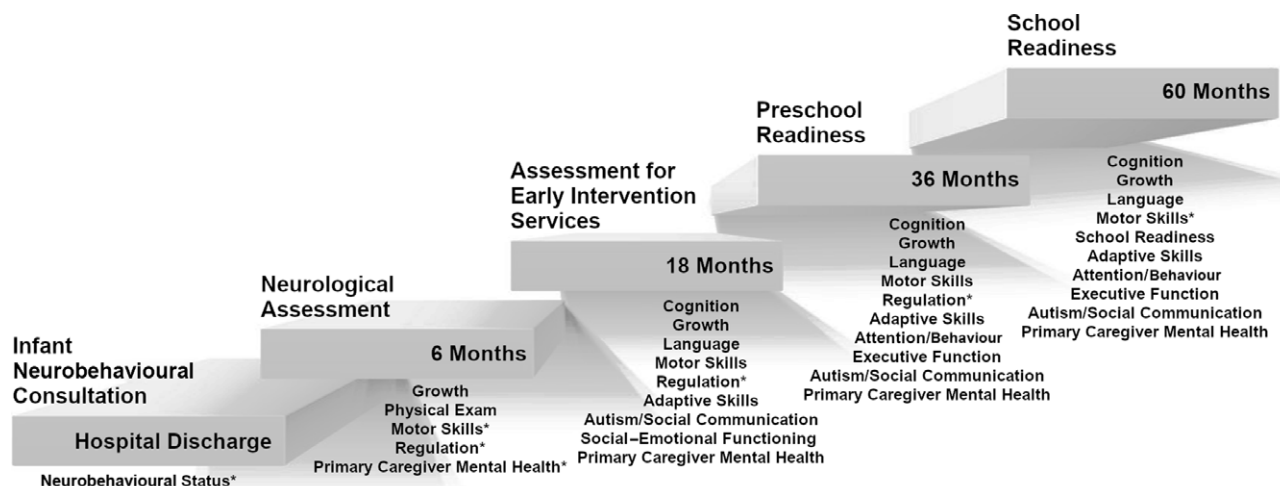 Infant
Neurobehavioural
Consultation
Hospital Discharge
Neurobehavioural Status*
Neurological
Assessment
6 Months
Growth
Physical Exam
Motor Skills*
Regulation*
Primary Caregiver Mental Health*
Assessment for
Early Intervention
Services
18 Months
Cognition
Growth
Language
Motor Skills
Regulation*
Adaptive Skills
Autism/Social Communication
Social–Emotional Functioning
Primary Caregiver Mental Health
Preschool
Readiness
36 Months
Cognition
Growth
Language
Motor Skills
Regulation*
Adaptive Skills
Attention/Behaviour
Executive Function
Autism/Social Communication
Primary Caregiver Mental Health
School
Readiness
60 Months
Cognition
Growth
Language
Motor Skills*
School Readiness
Adaptive Skills
Attention/Behaviour
Executive Function
Autism/Social Communication
Primary Caregiver Mental Health